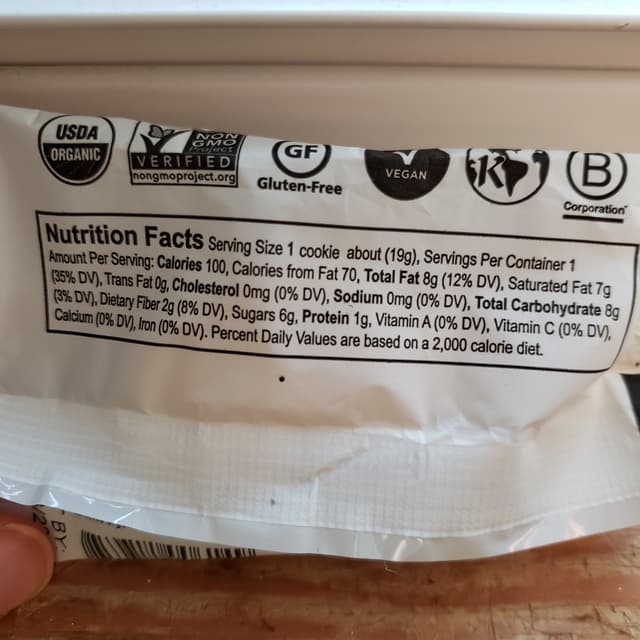 USDA
ORGANIC
NON
GMO
Project
VERIFIED
nongmoproject.org
GF
Gluten-Free
VEGAN
K
B
Corporation
Nutrition Facts Serving Size 1 cookie about (19g), Servings Per Container 1
Amount Per Serving: Calories 100, Calories from Fat 70, Total Fat 8g (12% DV), Saturated Fat 7g
(35% DV), Trans Fat 0g, Cholesterol 0mg (0% DV), Sodium 0mg (0% DV), Total Carbohydrate 8g
(3% DV), Dietary Fiber 2g (8% DV), Sugars 6g, Protein 1g, Vitamin A (0% DV), Vitamin C (0% DV),
Calcium (0% DV), Iron (0% DV). Percent Daily Values are based on a 2,000 calorie diet.
BY